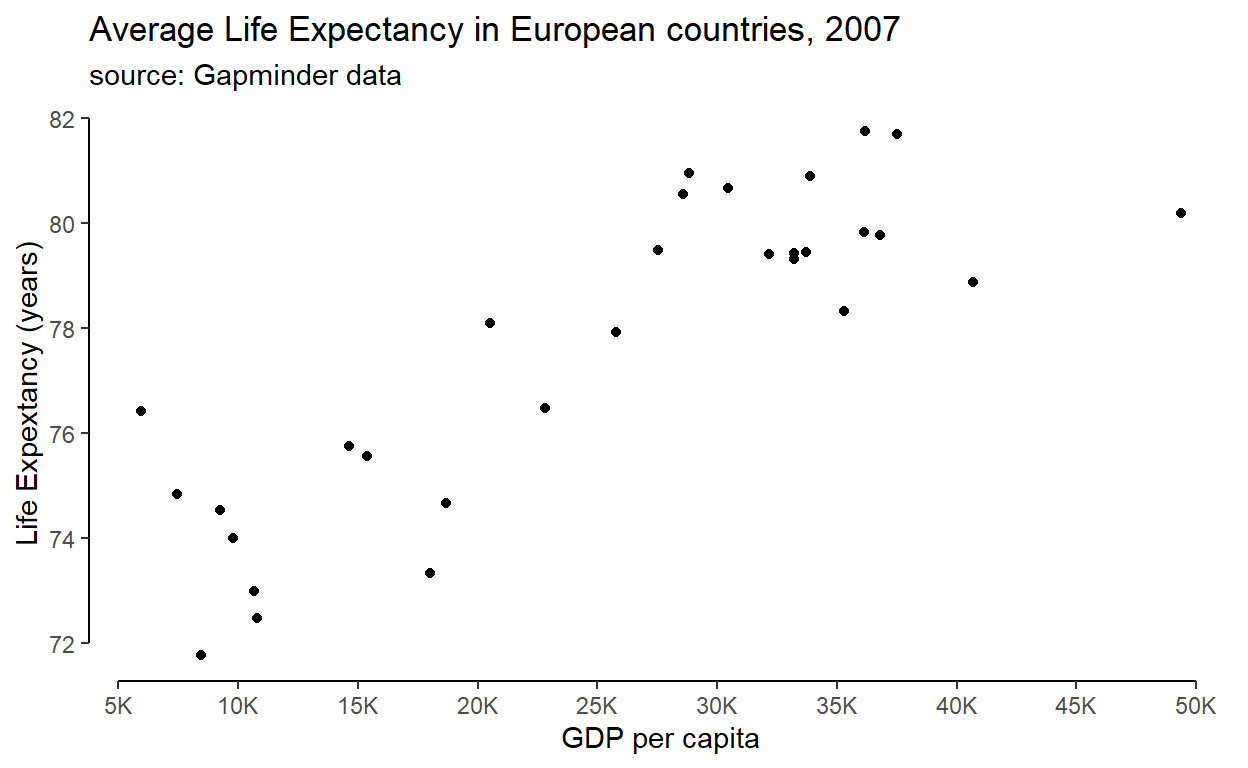 Average Life Expectancy in European countries, 2007
source: Gapminder data
82
80
78
76
74
72
Life Expextancy (years)
5K 10K 15K 20K 25K 30K 35K 40K 45K 50K
GDP per capita